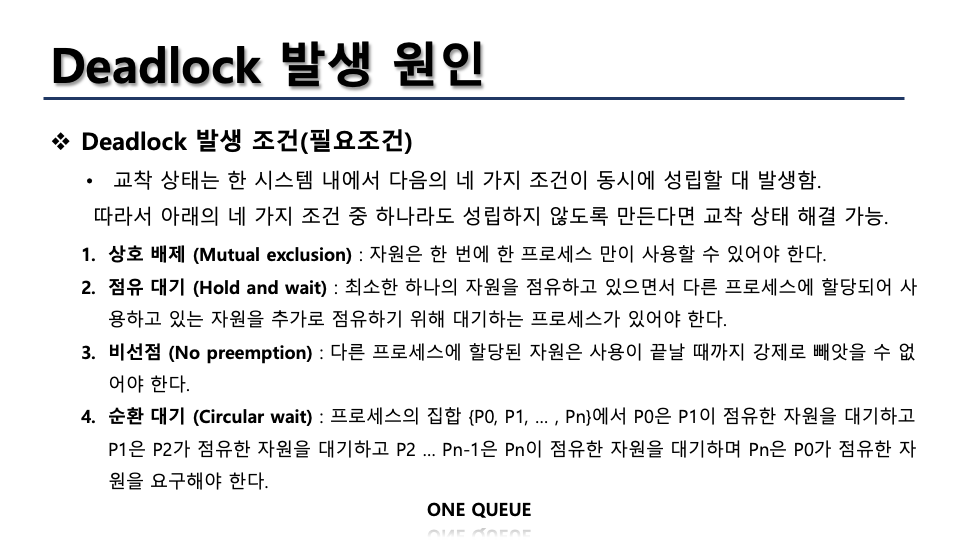 Deadlock 발생 원인
❖ Deadlock 발생 조건(필요조건)
• 교착 상태는 한 시스템 내에서 다음의 네 가지 조건이 동시에 성립할 대 발생함.
따라서 아래의 네 가지 조건 중 하나라도 성립하지 않도록 만든다면 교착 상태 해결 가능.
1. 상호 배제 (Mutual exclusion) : 자원은 한 번에 한 프로세스 만이 사용할 수 있어야 한다.
2. 점유 대기 (Hold and wait) : 최소한 하나의 자원을 점유하고 있으면서 다른 프로세스에 할당되어 사
용하고 있는 자원을 추가로 점유하기 위해 대기하는 프로세스가 있어야 한다.
3. 비선점 (No preemption) : 다른 프로세스에 할당된 자원은 사용이 끝날 때까지 강제로 빼앗을 수 없
어야 한다.
4. 순환 대기 (Circular wait) : 프로세스의 집합 {P0, P1, … , Pn}에서 P0은 P1이 점유한 자원을 대기하고
P1은 P2가 점유한 자원을 대기하고 P2 … Pn-1은 Pn이 점유한 자원을 대기하며 Pn은 P0가 점유한 자
원을 요구해야 한다.
ONE QUEUE